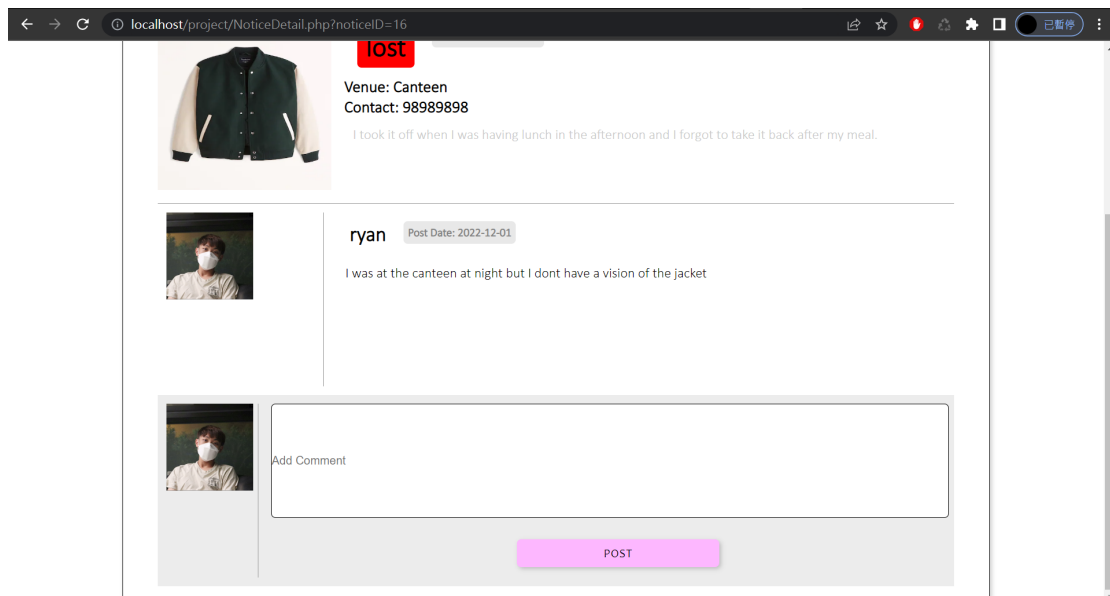 localhost/project/NoticeDetail.php?noticeID=16
已暫停
lost
Venue: Canteen
Contact: 98989898
I took it off when I was having lunch in the afternoon and I forgot to take it back after my meal.
ryan
Post Date: 2022-12-01
I was at the canteen at night but I dont have a vision of the jacket
Add Comment
POST